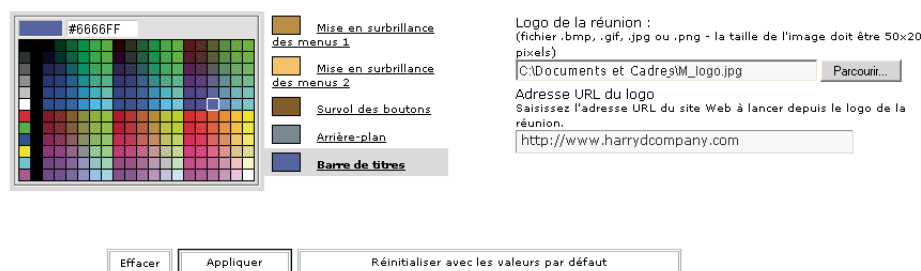 #6666FF
Mise en surbrillance
des menus 1
Mise en surbrillance
des menus 2
Survol des boutons
Arrière-plan
Barre de titres
Logo de la réunion :
(fichier .bmp, .gif, .jpg ou .png - la taille de l'image doit être 50x20
pixels)
C:\Documents et Cadres\M_logo.jpg
Parcourir...
Adresse URL du logo
Saisissez l'adresse URL du site Web à lancer depuis le logo de la
réunion.
http://www.harrydcompany.com
Effacer
Appliquer
Réinitialiser avec les valeurs par défaut